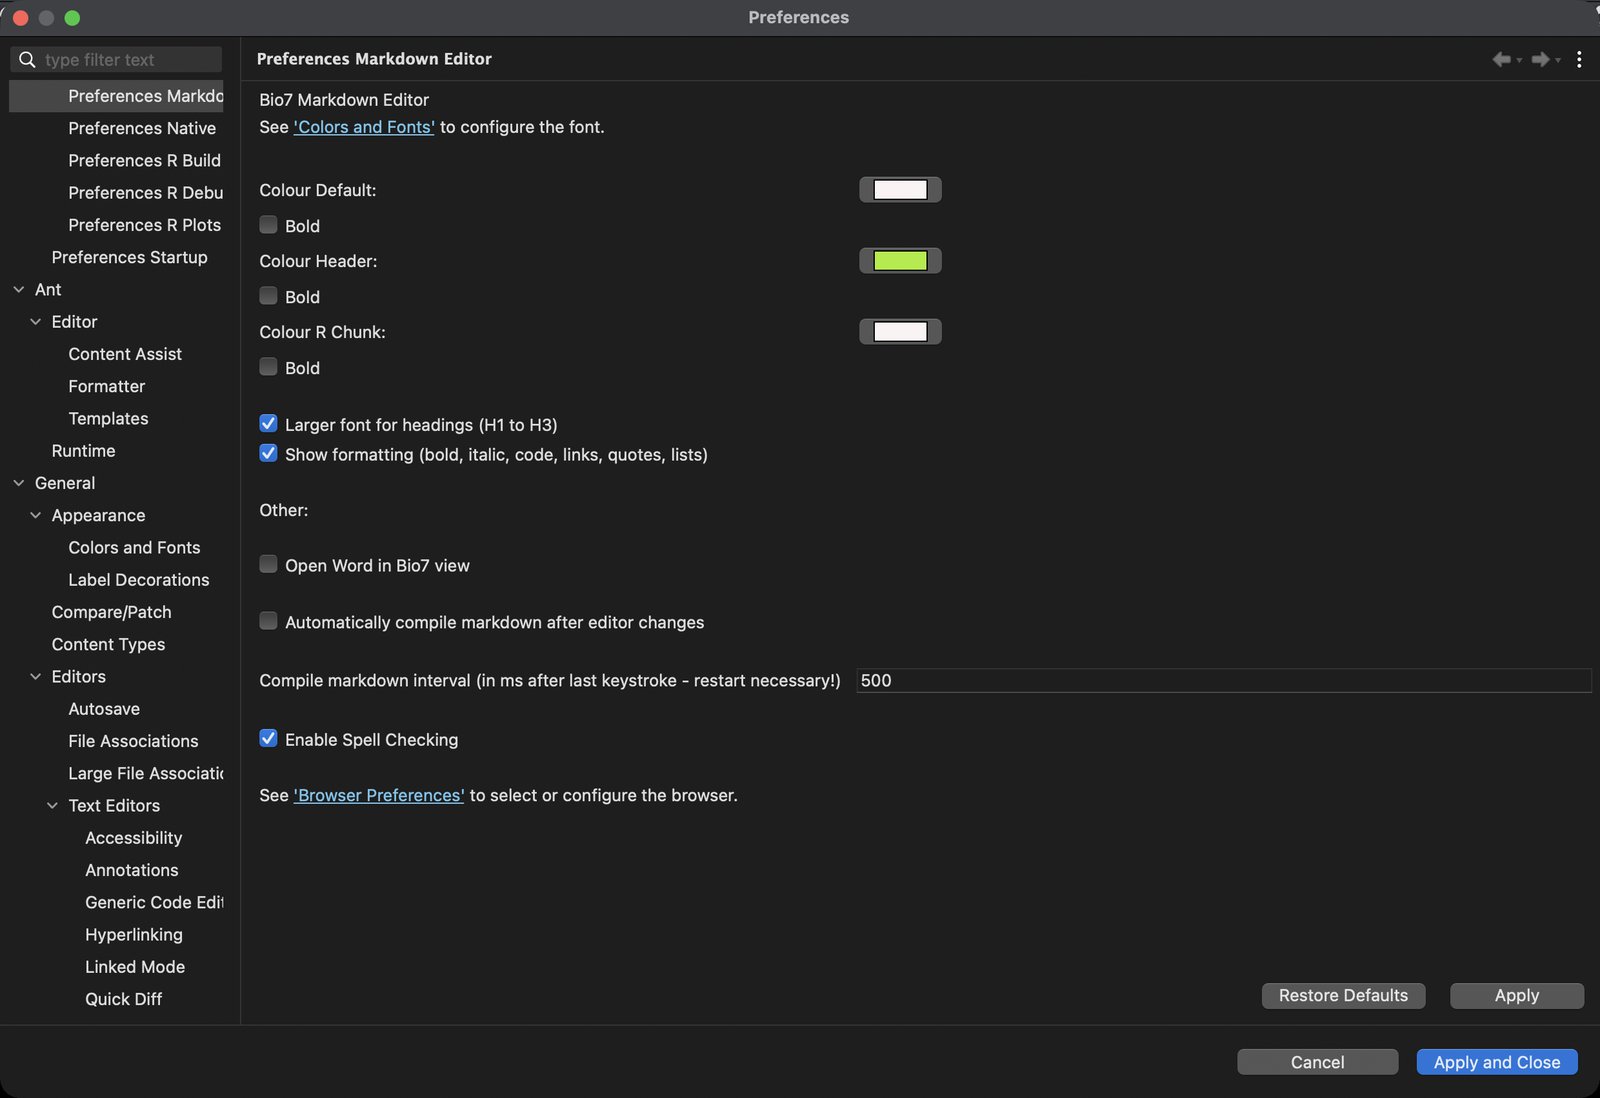 Preferences
type filter text
Preferences Markdo
Preferences Native
Preferences R Build
Preferences R Debu
Preferences R Plots
Preferences Startup
Ant
Editor
Content Assist
Formatter
Templates
Runtime
General
Appearance
Colors and Fonts
Label Decorations
Compare/Patch
Content Types
Editors
Autosave
File Associations
Large File Associatio
Text Editors
Accessibility
Annotations
Generic Code Edit
Hyperlinking
Linked Mode
Quick Diff
Preferences Markdown Editor
Bio7 Markdown Editor
See 'Colors and Fonts' to configure the font.
Colour Default:
Bold
Colour Header:
Bold
Colour R Chunk:
Bold
Larger font for headings (H1 to H3)
Show formatting (bold, italic, code, links, quotes, lists)
Other:
Open Word in Bio7 view
Automatically compile markdown after editor changes
Compile markdown interval (in ms after last keystroke - restart necessary!) 500
Enable Spell Checking
See 'Browser Preferences' to select or configure the browser.
Restore Defaults
Apply
Cancel
Apply and Close